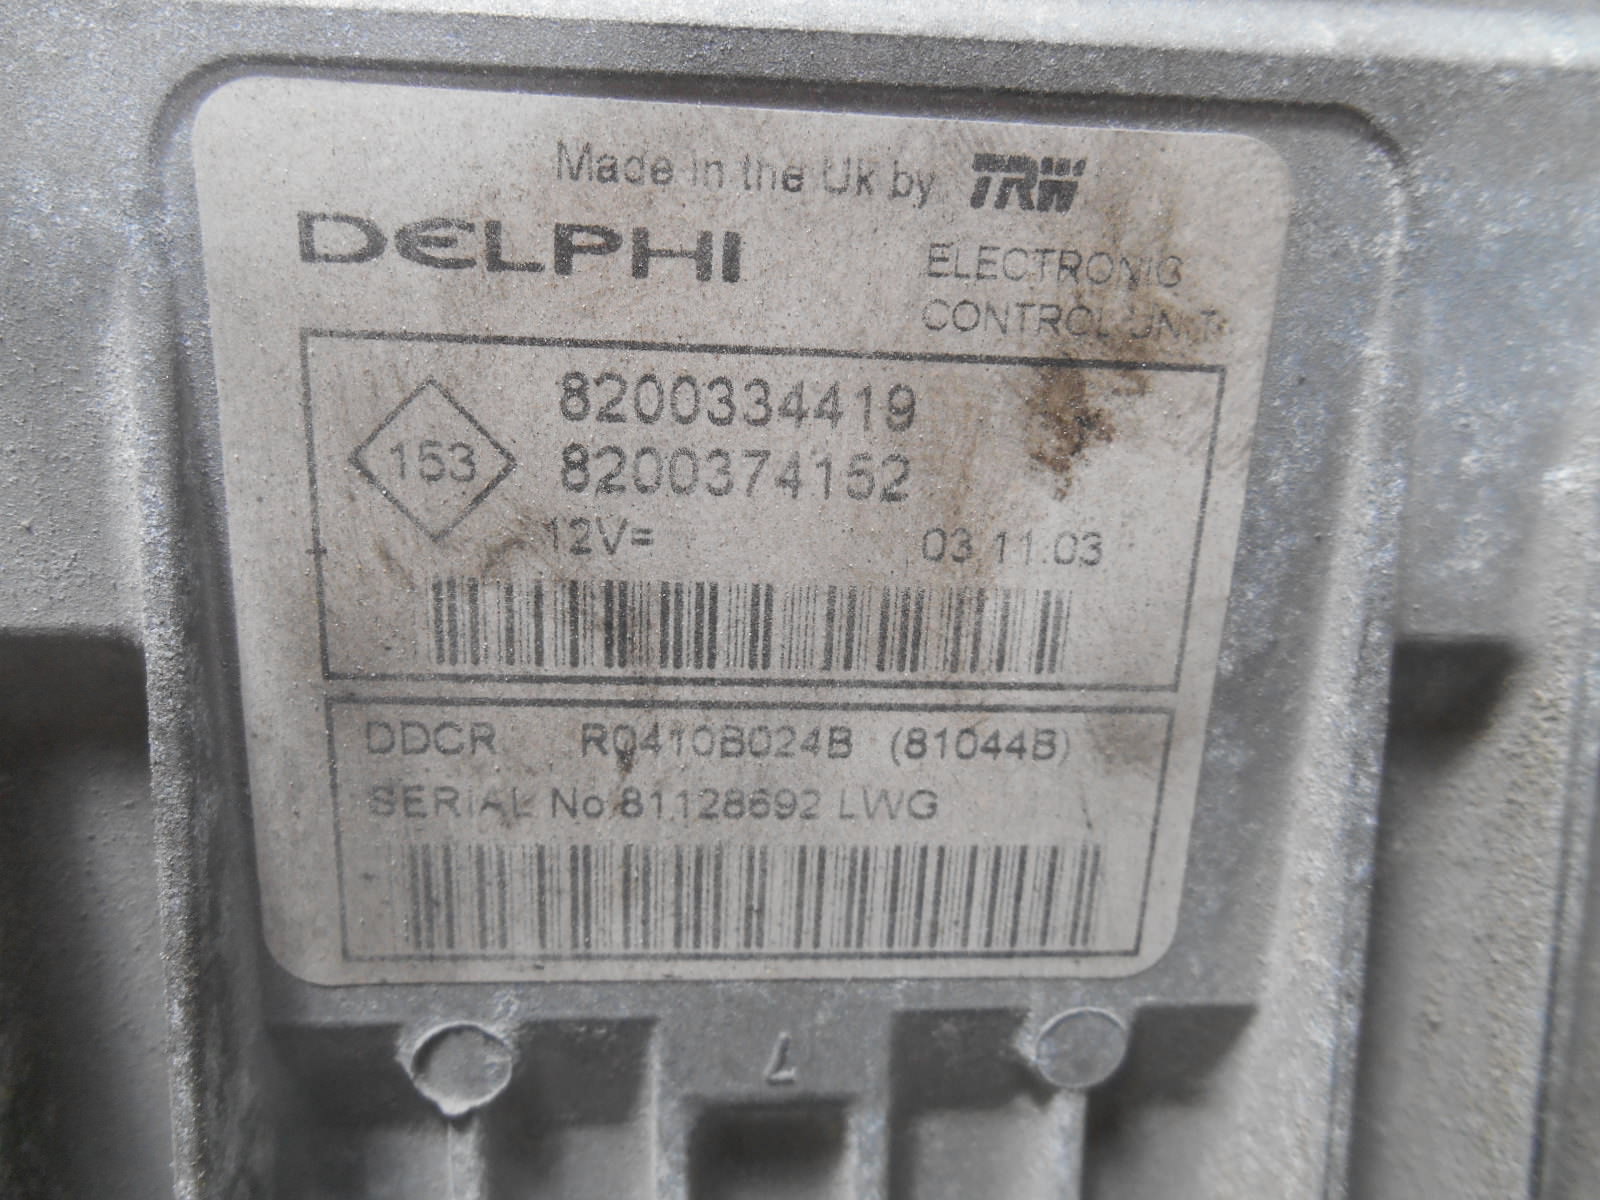 Made in the Uk by TRW
DELPHI
ELECTRONIC
CONTROL UNIT
153
8200334419
8200374152
12V=
03.11.03
DDCR R0410B024B (81044B)
SERIAL No 81128692 LWG
7